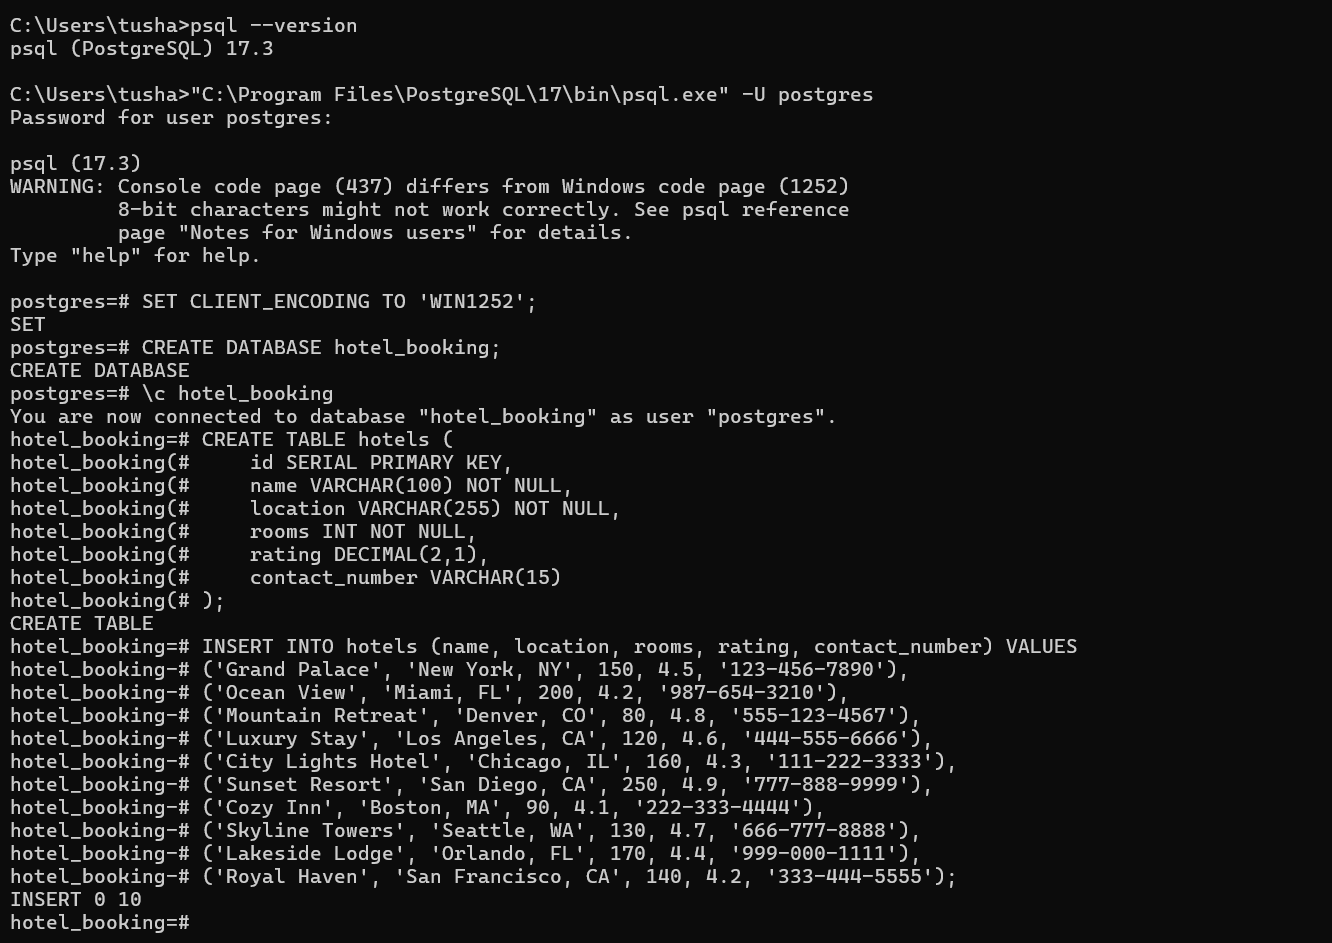 C:\Users\tusha>psql --version
psql (PostgreSQL) 17.3
C:\Users\tusha>"C:\Program Files\PostgreSQL\17\bin\psql.exe" -U postgres
Password for user postgres:
psql (17.3)
WARNING: Console code page (437) differs from Windows code page (1252)
         8-bit characters might not work correctly. See psql reference
         page "Notes for Windows users" for details.
Type "help" for help.
postgres=# SET CLIENT_ENCODING TO 'WIN1252';
SET
postgres=# CREATE DATABASE hotel_booking;
CREATE DATABASE
postgres=# \c hotel_booking
You are now connected to database "hotel_booking" as user "postgres".
hotel_booking=# CREATE TABLE hotels (
hotel_booking(#     id SERIAL PRIMARY KEY,
hotel_booking(#     name VARCHAR(100) NOT NULL,
hotel_booking(#     location VARCHAR(255) NOT NULL,
hotel_booking(#     rooms INT NOT NULL,
hotel_booking(#     rating DECIMAL(2,1),
hotel_booking(#     contact_number VARCHAR(15)
hotel_booking(# );
CREATE TABLE
hotel_booking=# INSERT INTO hotels (name, location, rooms, rating, contact_number) VALUES
hotel_booking-# ('Grand Palace', 'New York, NY', 150, 4.5, '123-456-7890'),
hotel_booking-# ('Ocean View', 'Miami, FL', 200, 4.2, '987-654-3210'),
hotel_booking-# ('Mountain Retreat', 'Denver, CO', 80, 4.8, '555-123-4567'),
hotel_booking-# ('Luxury Stay', 'Los Angeles, CA', 120, 4.6, '444-555-6666'),
hotel_booking-# ('City Lights Hotel', 'Chicago, IL', 160, 4.3, '111-222-3333'),
hotel_booking-# ('Sunset Resort', 'San Diego, CA', 250, 4.9, '777-888-9999'),
hotel_booking-# ('Cozy Inn', 'Boston, MA', 90, 4.1, '222-333-4444'),
hotel_booking-# ('Skyline Towers', 'Seattle, WA', 130, 4.7, '666-777-8888'),
hotel_booking-# ('Lakeside Lodge', 'Orlando, FL', 170, 4.4, '999-000-1111'),
hotel_booking-# ('Royal Haven', 'San Francisco, CA', 140, 4.2, '333-444-5555');
INSERT 0 10
hotel_booking=#